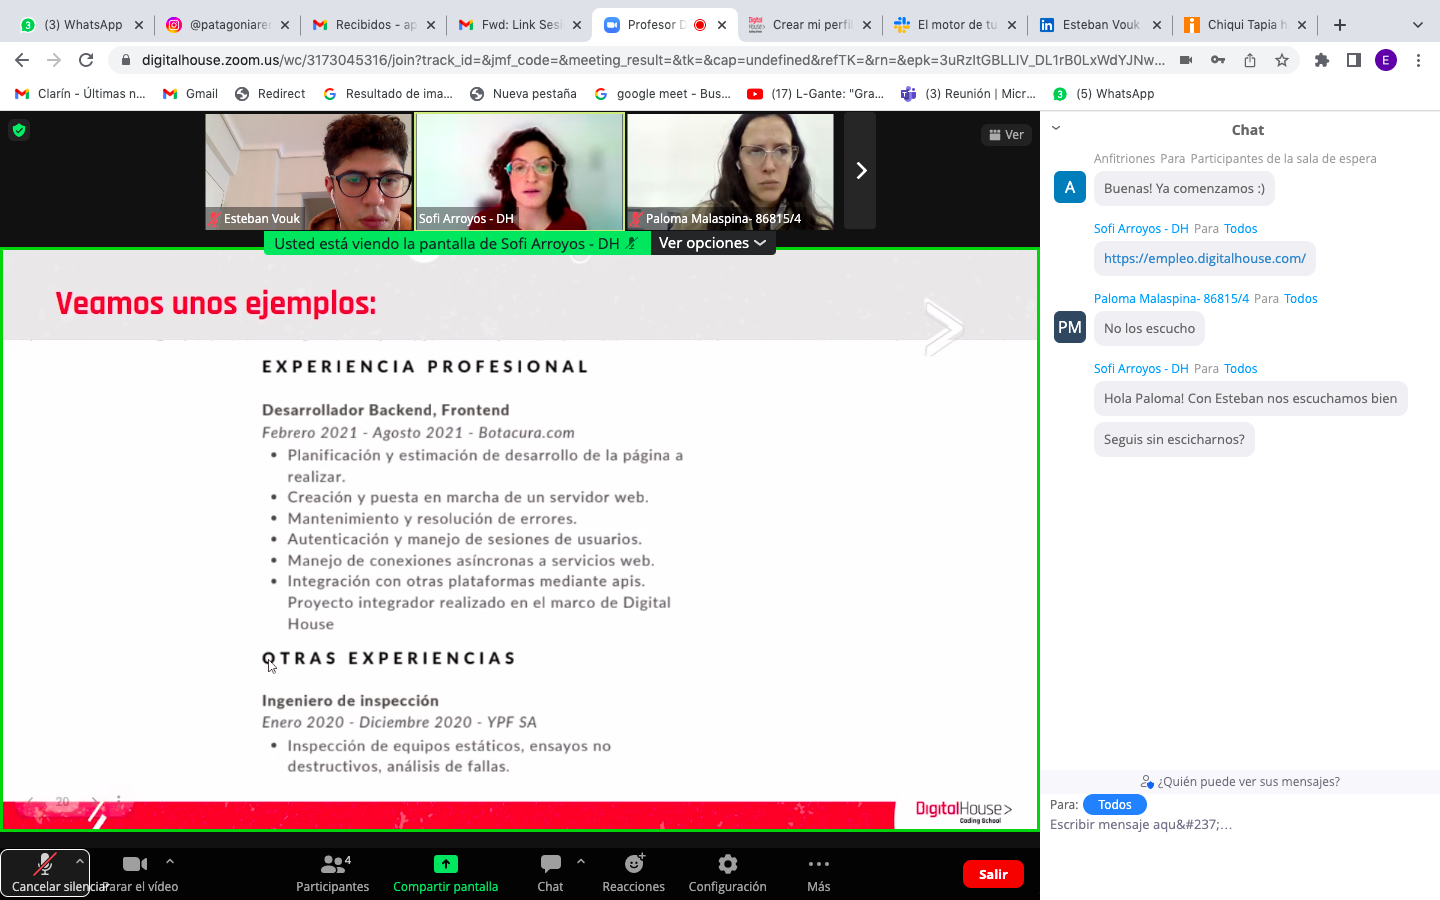 (3) WhatsApp
@patagoniare
Recibidos - ap
Fwd: Link Sesi
Profesor D
Crear mi perfil
El motor de tu
Esteban Vouk
Chiqui Tapia h
digitalhouse.zoom.us/wc/3173045316/join?track_id=&jmf_code=&meeting_result=&tk=&cap=undefined&refTK=&rn=&epk=3uRzItGBLLIV_DL1rB0LxWdYJNw...
E
Clarín - Últimas n...
Gmail
Redirect
Resultado de ima...
Nueva pestaña
google meet - Bus...
(17) L-Gante: "Gra...
(3) Reunión | Micr...
(5) WhatsApp
Ver
Esteban Vouk
Sofi Arroyos - DH
Paloma Malaspina- 86815/4
Usted está viendo la pantalla de Sofi Arroyos - DH
Ver opciones
Veamos unos ejemplos:
EXPERIENCIA PROFESIONAL
Desarrollador Backend, Frontend
Febrero 2021 - Agosto 2021 - Botacura.com
• Planificación y estimación de desarrollo de la página a
realizar.
• Creación y puesta en marcha de un servidor web.
• Mantenimiento y resolución de errores.
• Autenticación y manejo de sesiones de usuarios.
• Manejo de conexiones asíncronas a servicios web.
• Integración con otras plataformas mediante apis.
Proyecto integrador realizado en el marco de Digital
House
OTRAS EXPERIENCIAS
Ingeniero de inspección
Enero 2020 - Diciembre 2020 - YPF SA
• Inspección de equipos estáticos, ensayos no
destructivos, análisis de fallas.
20
DigitalHouse>
Coding School
Cancelar silenciar
Parar el vídeo
4
Participantes
Compartir pantalla
Chat
Reacciones
Configuración
Más
Salir
Chat
Anfitriones Para Participantes de la sala de espera
A
Buenas! Ya comenzamos :)
Sofi Arroyos - DH Para Todos
https://empleo.digitalhouse.com/
Paloma Malaspina- 86815/4 Para Todos
PM
No los escucho
Sofi Arroyos - DH Para Todos
Hola Paloma! Con Esteban nos escuchamos bien
Seguis sin escicharnos?
¿Quién puede ver sus mensajes?
Para: Todos
Escribir mensaje aqu&#237;...